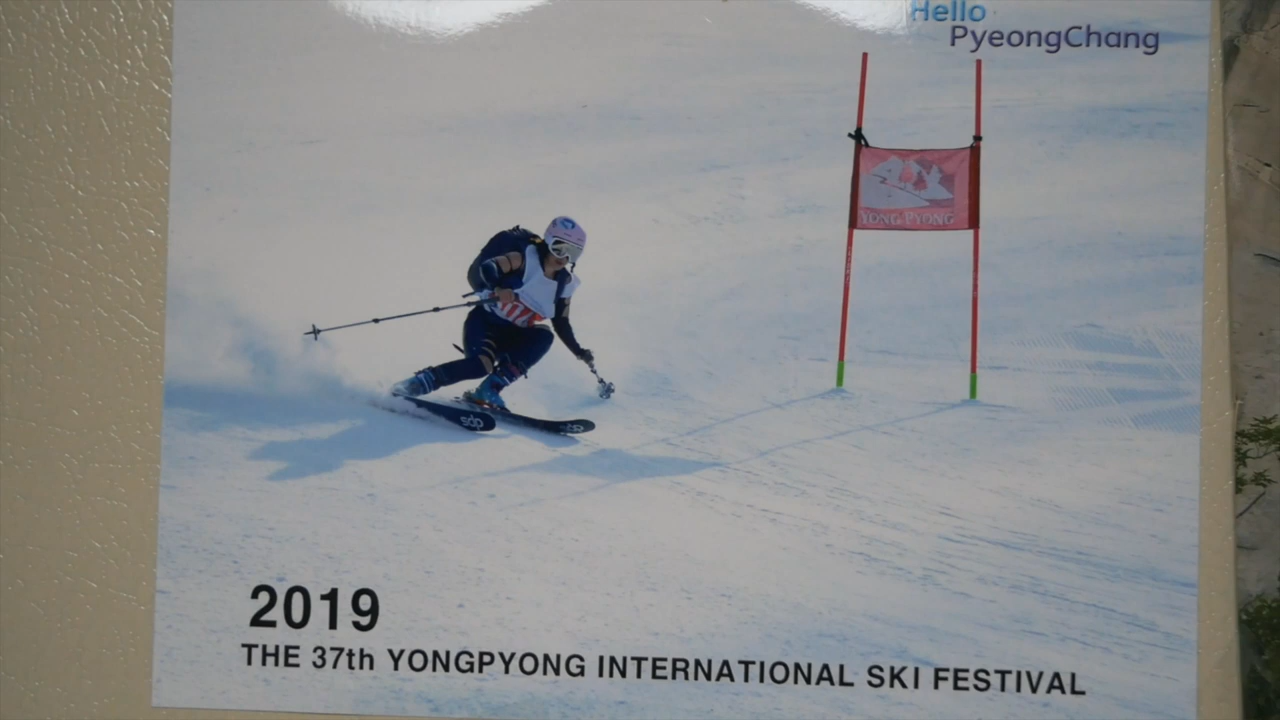 Hello
PyeongChang
YONG PYONG
2019
THE 37th YONGPYONG INTERNATIONAL SKI FESTIVAL